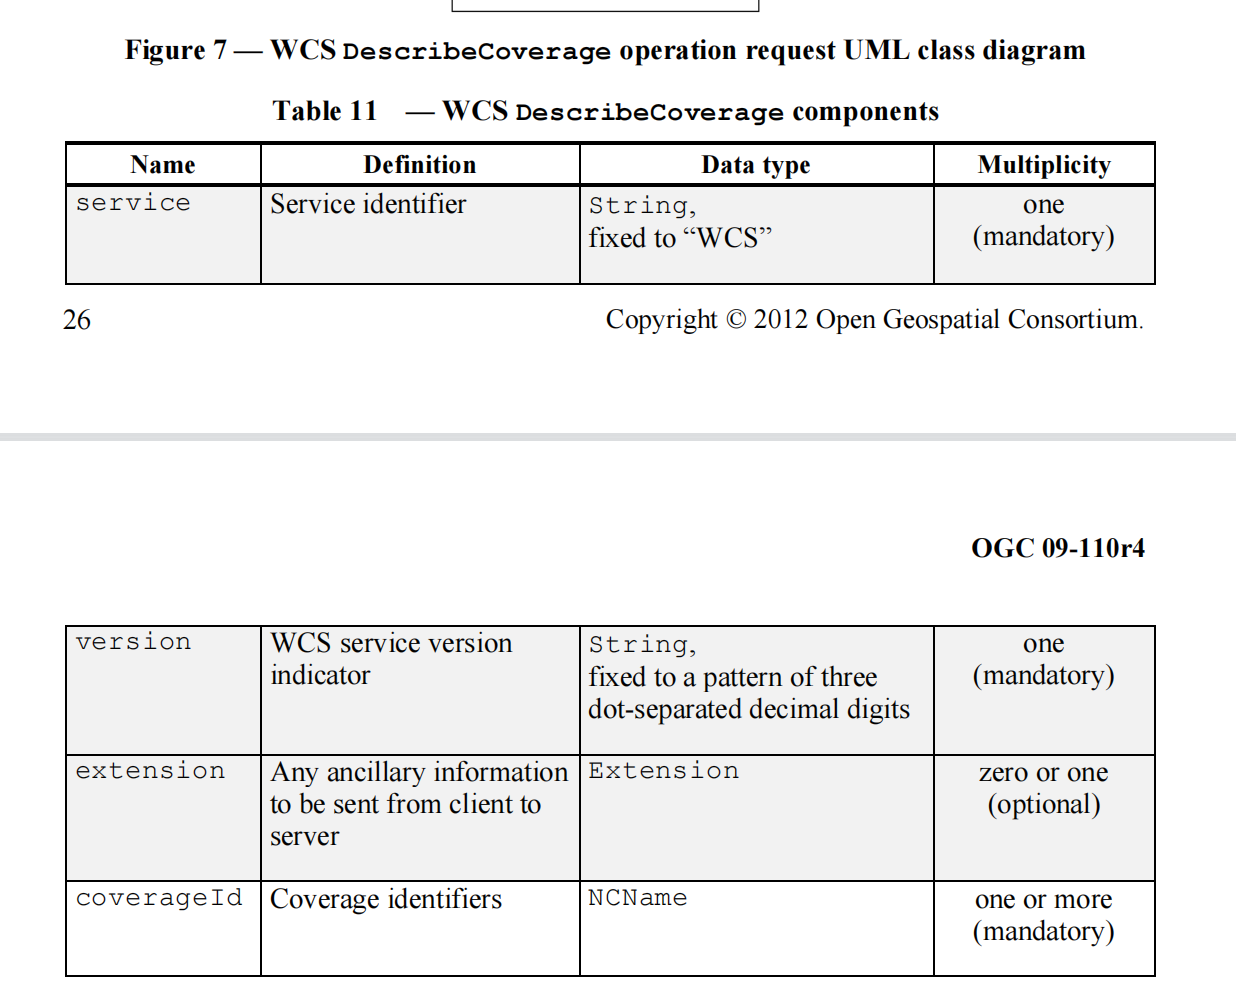 Figure 7 — WCS DescribeCoverage operation request UML class diagram
Table 11 — WCS DescribeCoverage components
Name Definition Data type Multiplicity
service Service identifier String, one
fixed to “WCS” (mandatory)
26 Copyright © 2012 Open Geospatial Consortium.
OGC 09-110r4
version WCS service version String, one
indicator fixed to a pattern of three (mandatory)
dot-separated decimal digits
extension Any ancillary information Extension zero or one
to be sent from client to (optional)
server
coverageId Coverage identifiers NCName one or more
(mandatory)